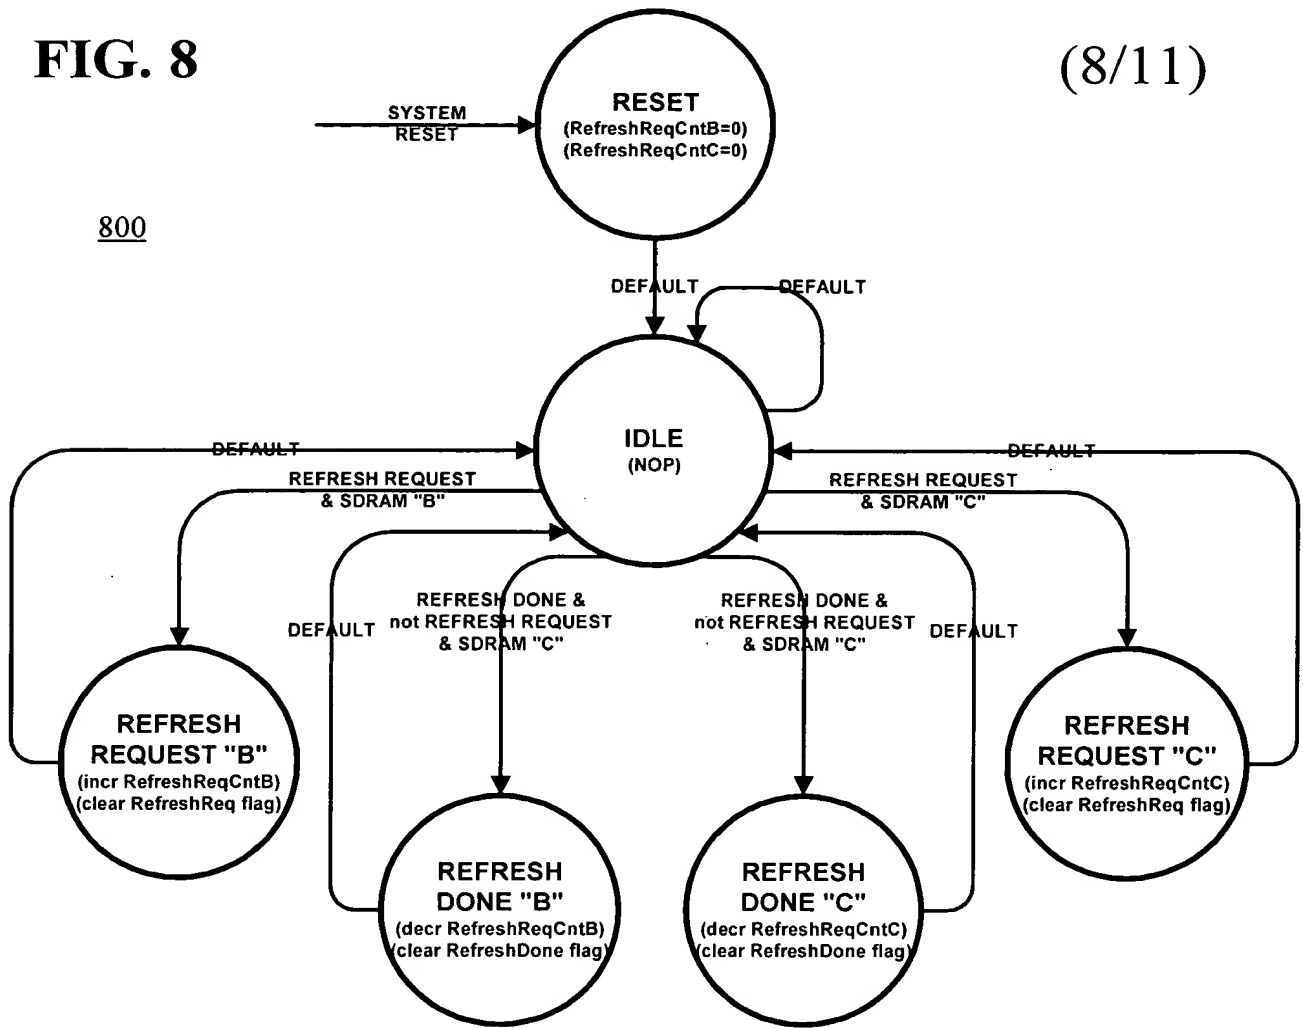 FIG. 8
(8/11)
SYSTEM
RESET
RESET
(RefreshReqCntB=0)
(RefreshReqCntC=0)
800
DEFAULT
DEFAULT
IDLE
(NOP)
DEFAULT
DEFAULT
REFRESH REQUEST
& SDRAM "B"
REFRESH REQUEST
& SDRAM "C"
REFRESH DONE &
not REFRESH REQUEST
& SDRAM "C"
REFRESH DONE &
not REFRESH REQUEST
& SDRAM "C"
DEFAULT
DEFAULT
REFRESH
REQUEST "B"
(incr RefreshReqCntB)
(clear RefreshReq flag)
REFRESH
REQUEST "C"
(incr RefreshReqCntC)
(clear RefreshReq flag)
REFRESH
DONE "B"
(decr RefreshReqCntB)
(clear RefreshDone flag)
REFRESH
DONE "C"
(decr RefreshReqCntC)
(clear RefreshDone flag)